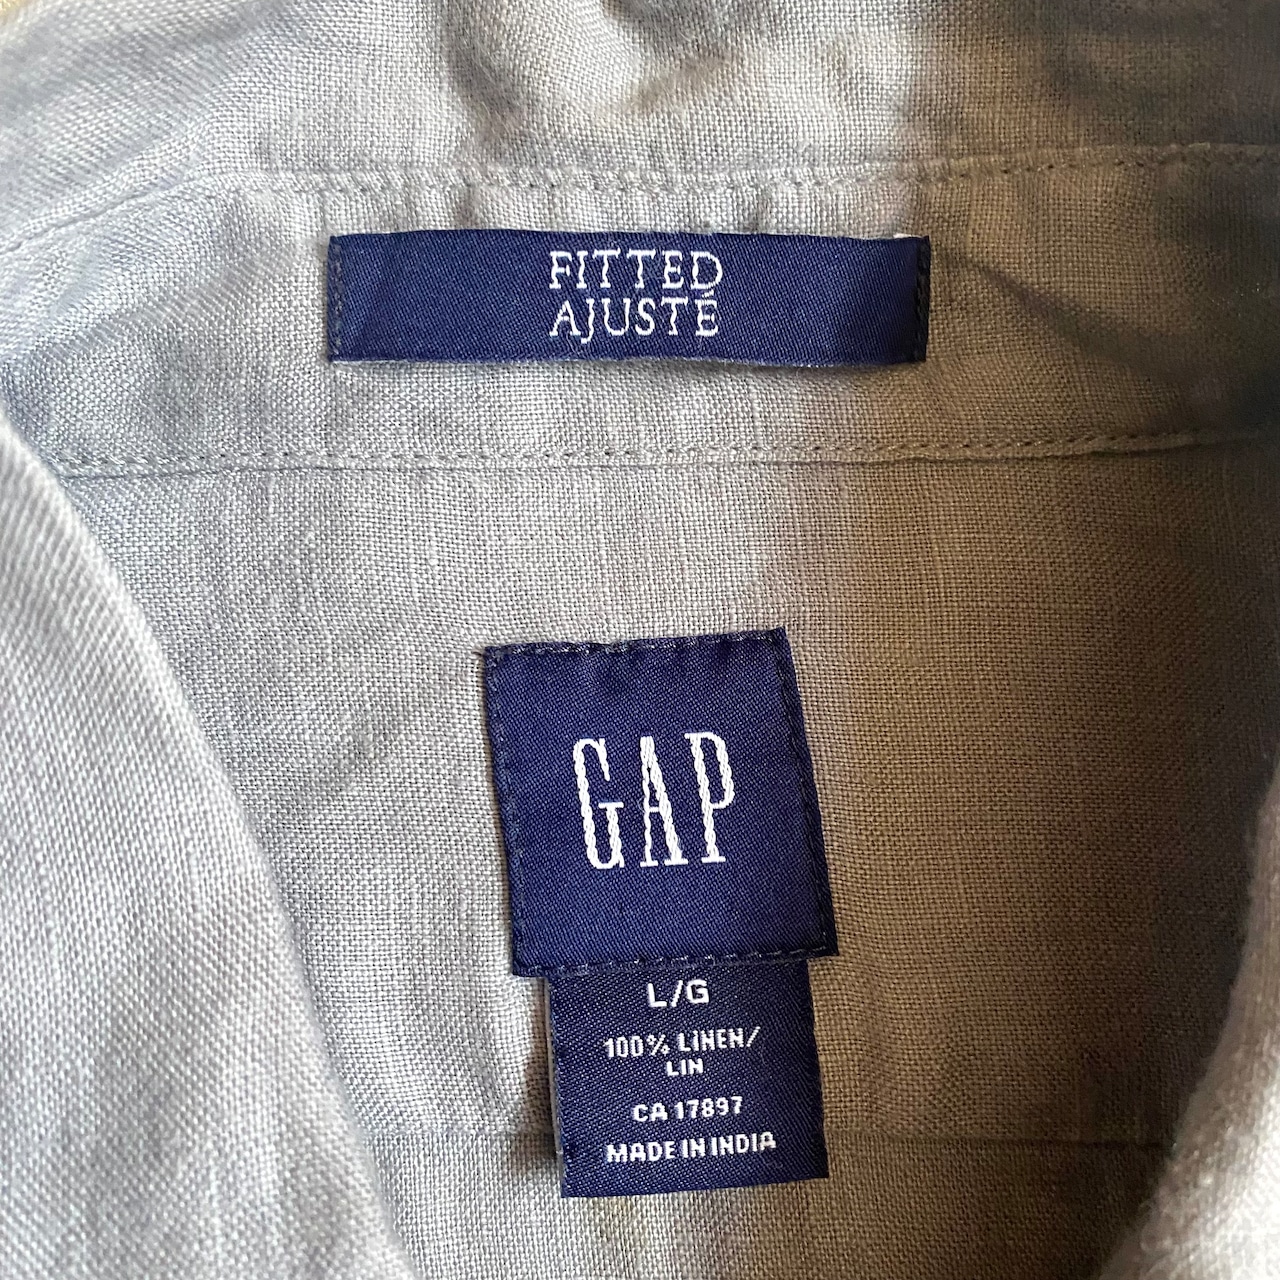 FITTED
AJUSTÉ
GAP
L/G
100% LINEN/
LIN
CA 17897
MADE IN INDIA